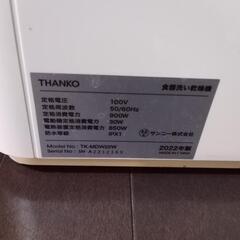 THANKO 食器洗い乾燥機
定格電圧 : 100V
定格周波数 : 50/60Hz
定格消費電力 : 900W
電動機定格消費電力 : 90W
電熱装置定格消費電力 : 850W
防水等級 : IPX1
サンコー株式会社
Model No : TK-MDW22W 2022年製
Serial No : MADE IN CHINA